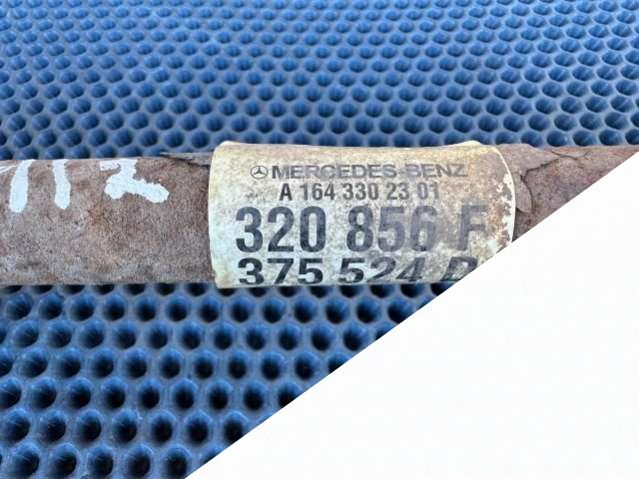 MERCEDES-BENZ
A 164 330 23 01
320 856 F
375 524